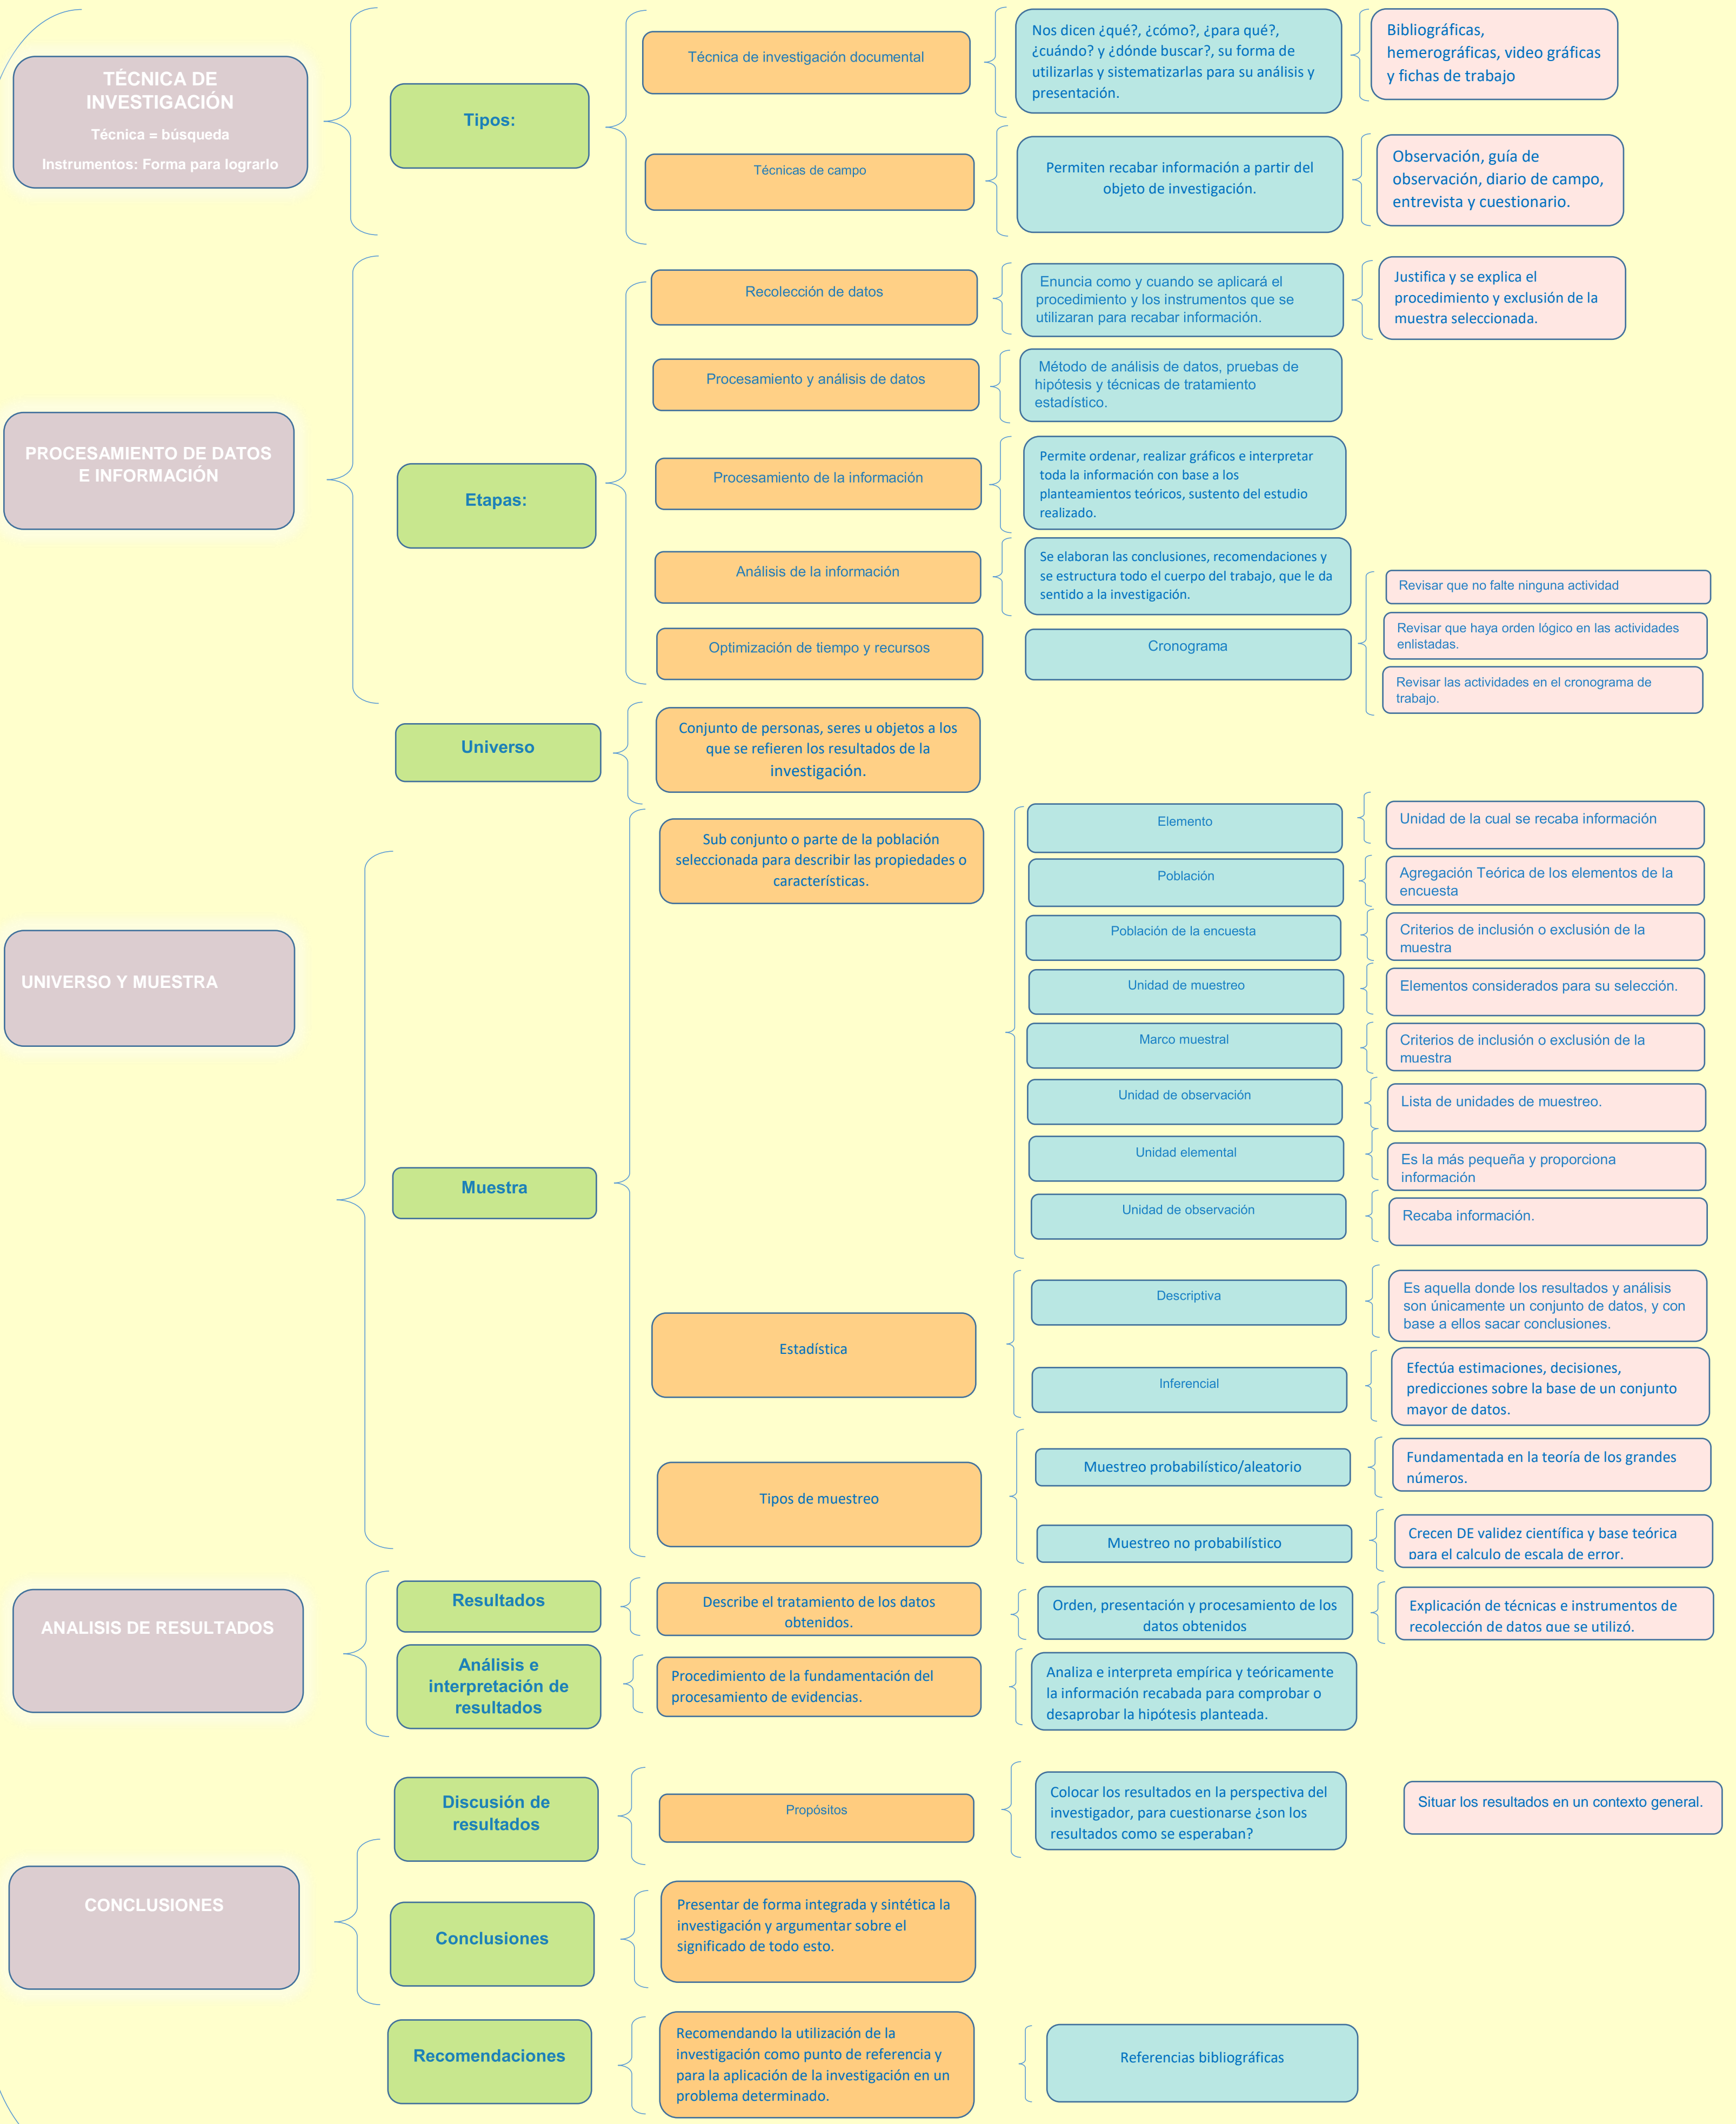 TÉCNICA DE
INVESTIGACIÓN
Técnica = búsqueda
Instrumentos: Forma para lograrlo
Tipos:
Técnica de investigación documental
Nos dicen ¿qué?, ¿cómo?, ¿para qué?,
¿cuándo? y ¿dónde buscar?, su forma de
utilizarlas y sistematizarlas para su análisis y
presentación.
Bibliográficas,
hemerográficas, video gráficas
y fichas de trabajo
Técnicas de campo
Permiten recabar información a partir del
objeto de investigación.
Observación, guía de
observación, diario de campo,
entrevista y cuestionario.
PROCESAMIENTO DE DATOS
E INFORMACIÓN
Etapas:
Recolección de datos
Enuncia como y cuando se aplicará el
procedimiento y los instrumentos que se
utilizaran para recabar información.
Justifica y se explica el
procedimiento y exclusión de la
muestra seleccionada.
Procesamiento y análisis de datos
Método de análisis de datos, pruebas de
hipótesis y técnicas de tratamiento
estadístico.
Procesamiento de la información
Permite ordenar, realizar gráficos e interpretar
toda la información con base a los
planteamientos teóricos, sustento del estudio
realizado.
Análisis de la información
Se elaboran las conclusiones, recomendaciones y
se estructura todo el cuerpo del trabajo, que le da
sentido a la investigación.
Optimización de tiempo y recursos
Cronograma
Revisar que no falte ninguna actividad
Revisar que haya orden lógico en las actividades
enlistadas.
Revisar las actividades en el cronograma de
trabajo.
UNIVERSO Y MUESTRA
Universo
Conjunto de personas, seres u objetos a los
que se refieren los resultados de la
investigación.
Muestra
Sub conjunto o parte de la población
seleccionada para describir las propiedades o
características.
Elemento
Unidad de la cual se recaba información
Población
Agregación Teórica de los elementos de la
encuesta
Población de la encuesta
Criterios de inclusión o exclusión de la
muestra
Unidad de muestreo
Elementos considerados para su selección.
Marco muestral
Criterios de inclusión o exclusión de la
muestra
Unidad de observación
Lista de unidades de muestreo.
Unidad elemental
Es la más pequeña y proporciona
información
Unidad de observación
Recaba información.
Estadística
Descriptiva
Es aquella donde los resultados y análisis
son únicamente un conjunto de datos, y con
base a ellos sacar conclusiones.
Inferencial
Efectúa estimaciones, decisiones,
predicciones sobre la base de un conjunto
mayor de datos.
Tipos de muestreo
Muestreo probabilístico/aleatorio
Fundamentada en la teoría de los grandes
números.
Muestreo no probabilístico
Crecen DE validez científica y base teórica
para el calculo de escala de error.
ANALISIS DE RESULTADOS
Resultados
Describe el tratamiento de los datos
obtenidos.
Orden, presentación y procesamiento de los
datos obtenidos
Explicación de técnicas e instrumentos de
recolección de datos que se utilizó.
Análisis e
interpretación de
resultados
Procedimiento de la fundamentación del
procesamiento de evidencias.
Analiza e interpreta empírica y teóricamente
la información recabada para comprobar o
desaprobar la hipótesis planteada.
CONCLUSIONES
Discusión de
resultados
Propósitos
Colocar los resultados en la perspectiva del
investigador, para cuestionarse ¿son los
resultados como se esperaban?
Situar los resultados en un contexto general.
Conclusiones
Presentar de forma integrada y sintética la
investigación y argumentar sobre el
significado de todo esto.
Recomendaciones
Recomendando la utilización de la
investigación como punto de referencia y
para la aplicación de la investigación en un
problema determinado.
Referencias bibliográficas